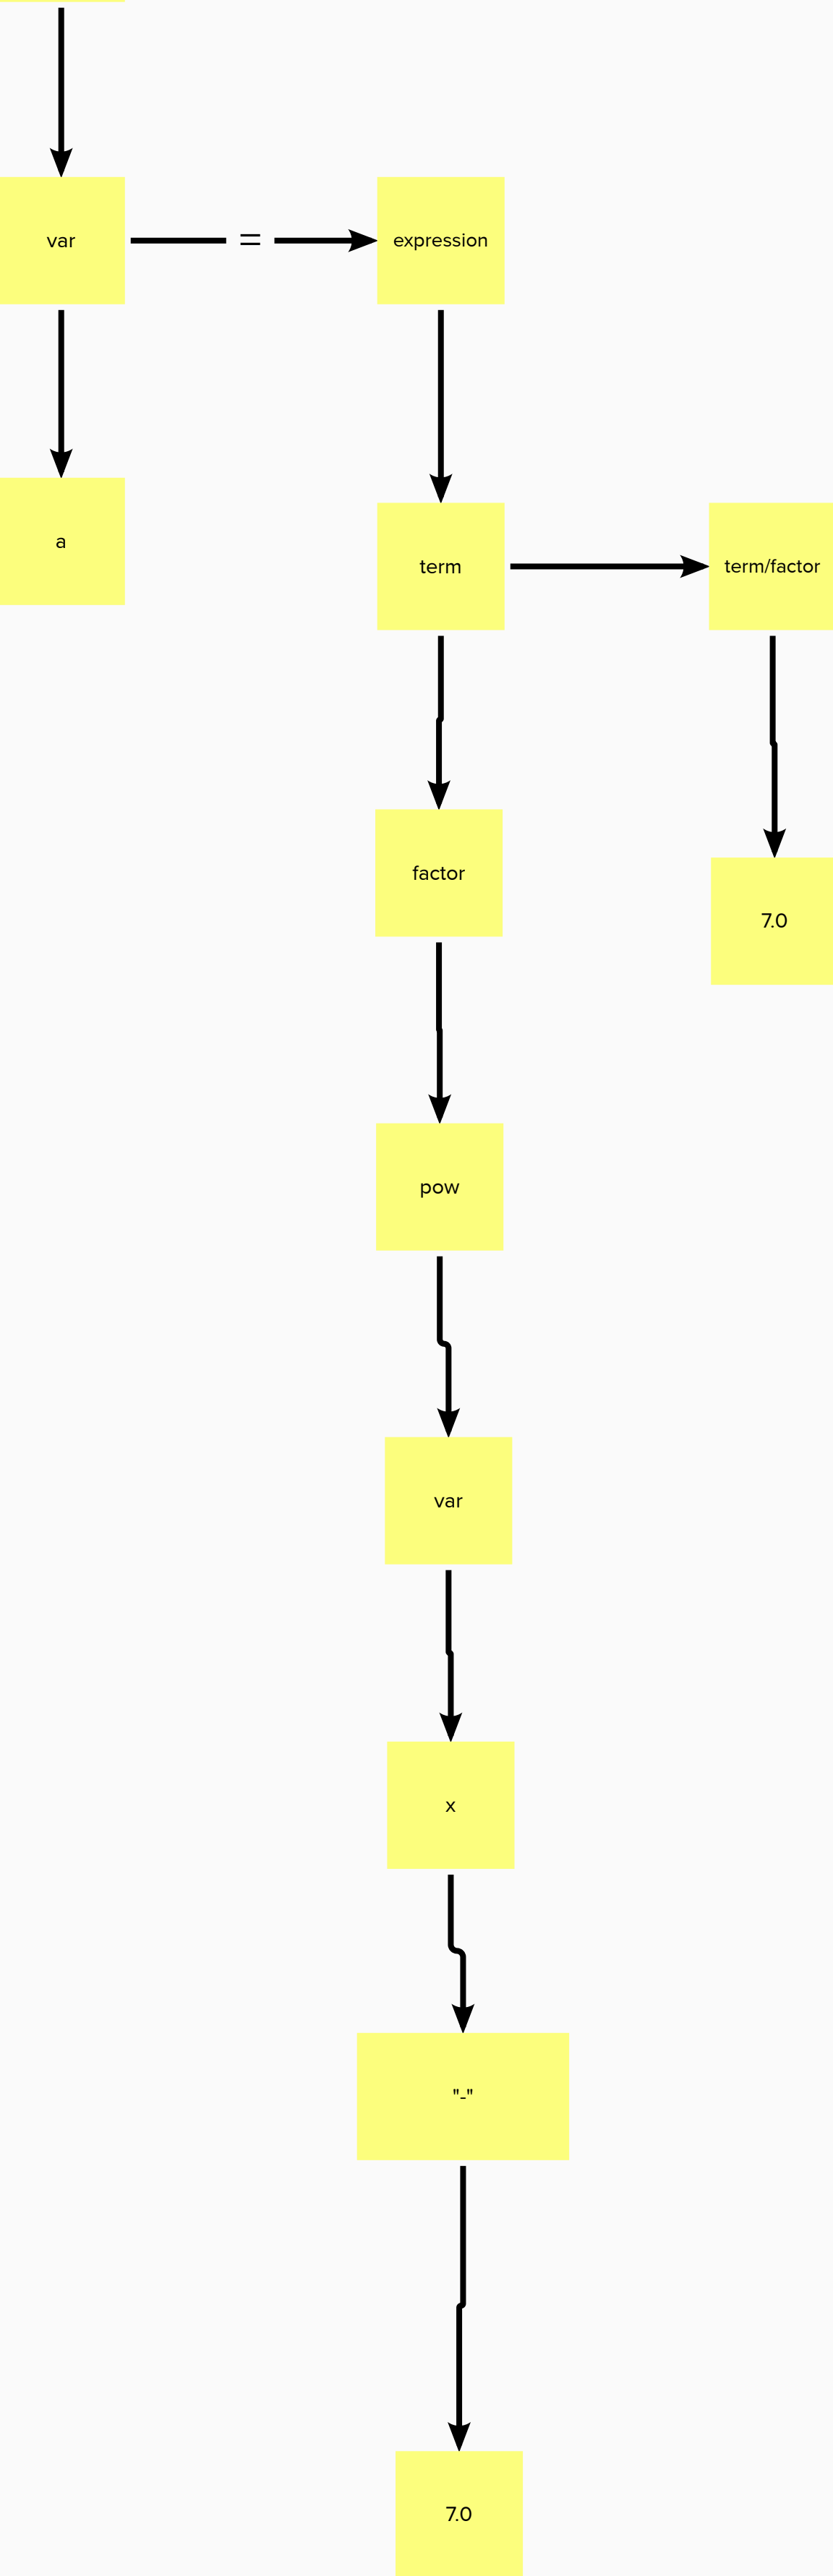 var
=
expression
a
term
term/factor
factor
7.0
pow
var
x
"-"
7.0